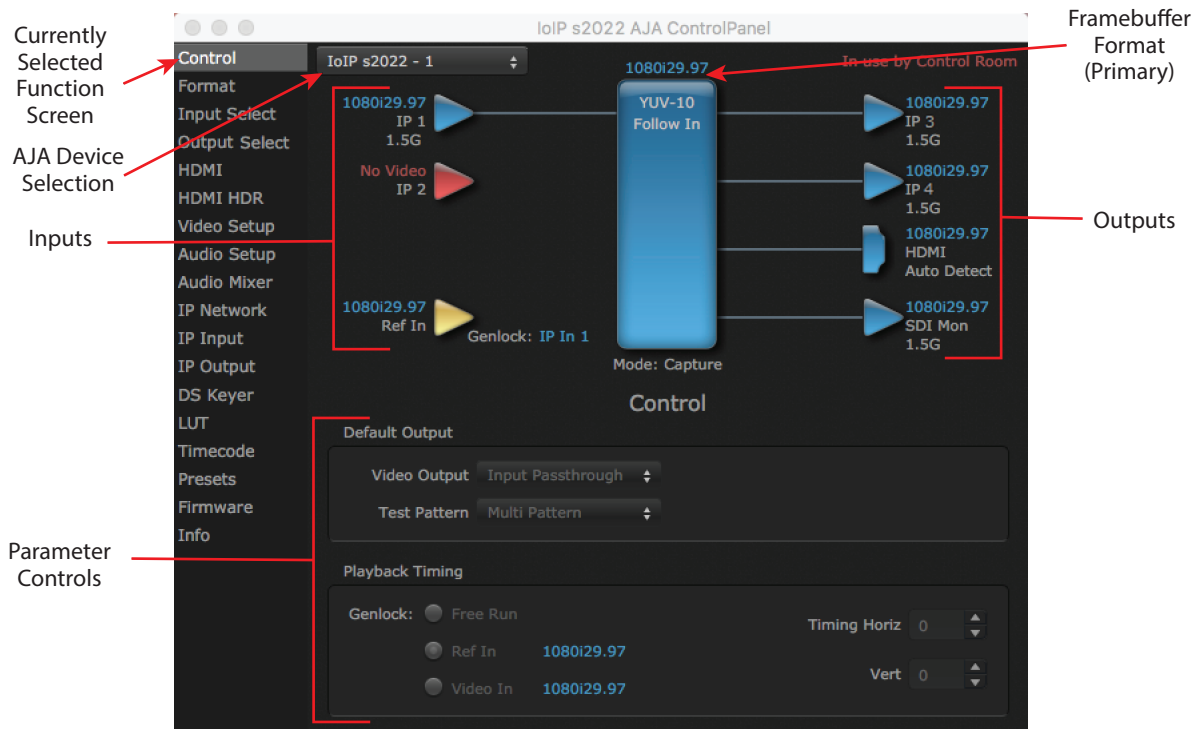 IoIP s2022 AJA ControlPanel
Currently
Selected
Function
Screen
AJA Device
Selection
Inputs
Parameter
Controls
Framebuffer
Format
(Primary)
Outputs
Control
Format
Input Select
Output Select
HDMI
HDMI HDR
Video Setup
Audio Setup
Audio Mixer
IP Network
IP Input
IP Output
DS Keyer
LUT
Timecode
Presets
Firmware
Info
IoIP s2022 - 1
In use by Control Room
1080i29.97
IP 1
1.5G
No Video
IP 2
1080i29.97
Ref In
Genlock: IP In 1
1080i29.97
YUV-10
Follow In
Mode: Capture
1080i29.97
IP 3
1.5G
1080i29.97
IP 4
1.5G
1080i29.97
HDMI
Auto Detect
1080i29.97
SDI Mon
1.5G
Control
Default Output
Video Output Input Passthrough
Test Pattern Multi Pattern
Playback Timing
Genlock: Free Run
Ref In 1080i29.97
Video In 1080i29.97
Timing Horiz 0
Vert 0